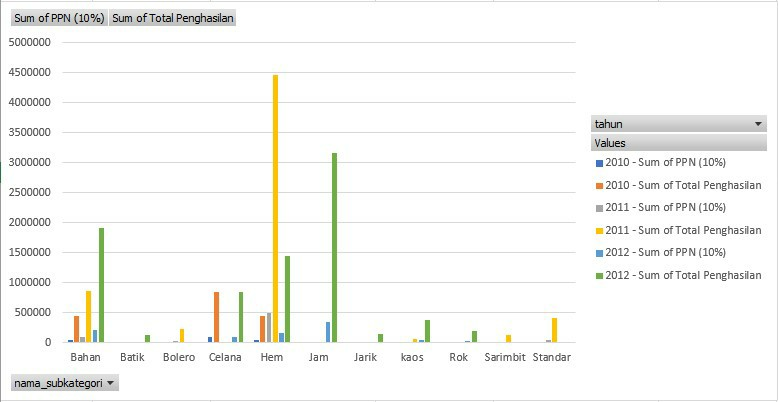 Sum of PPN (10%) Sum of Total Penghasilan
5000000
4500000
4000000
3500000
3000000
2500000
2000000
1500000
1000000
500000
0
Bahan Batik Bolero Celana Hem Jam Jarik kaos Rok Sarimbit Standar
tahun
Values
2010 - Sum of PPN (10%)
2010 - Sum of Total Penghasilan
2011 - Sum of PPN (10%)
2011 - Sum of Total Penghasilan
2012 - Sum of PPN (10%)
2012 - Sum of Total Penghasilan
nama_subkategori